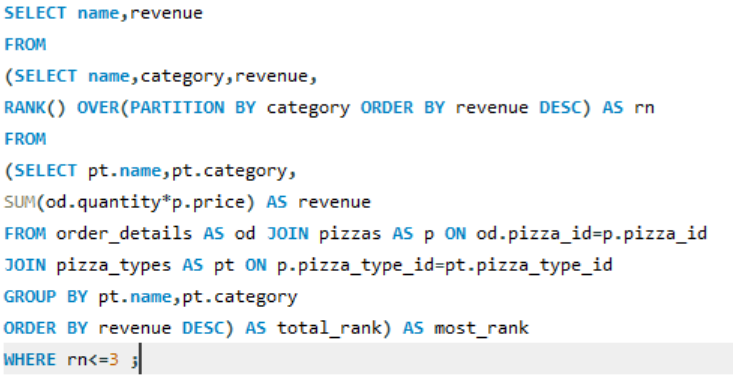 SELECT name,revenue
FROM
(SELECT name,category,revenue,
RANK() OVER(PARTITION BY category ORDER BY revenue DESC) AS rn
FROM
(SELECT pt.name,pt.category,
SUM(od.quantity*p.price) AS revenue
FROM order_details AS od JOIN pizzas AS p ON od.pizza_id=p.pizza_id
JOIN pizza_types AS pt ON p.pizza_type_id=pt.pizza_type_id
GROUP BY pt.name,pt.category
ORDER BY revenue DESC) AS total_rank) AS most_rank
WHERE rn<=3 ;